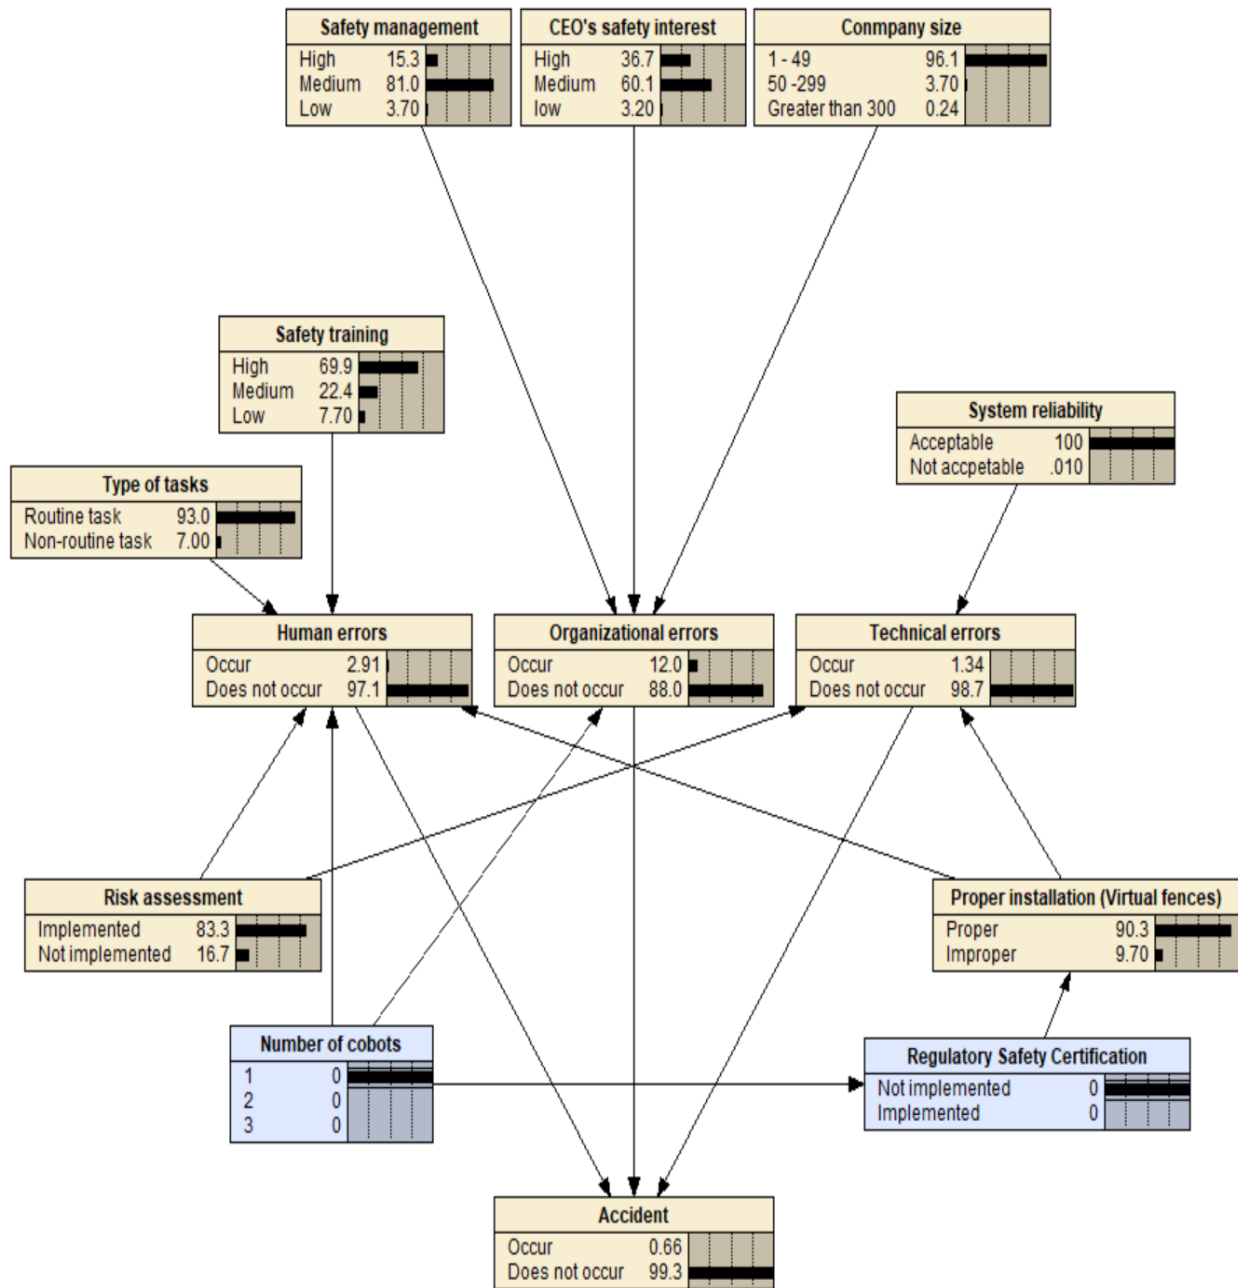 Safety management
High 15.3
Medium 81.0
Low 3.70
CEO's safety interest
High 36.7
Medium 60.1
low 3.20
Conmpany size
1 - 49 96.1
50 -299 3.70
Greater than 300 0.24
Safety training
High 69.9
Medium 22.4
Low 7.70
System reliability
Acceptable 100
Not accpetable .010
Type of tasks
Routine task 93.0
Non-routine task 7.00
Human errors
Occur 2.91
Does not occur 97.1
Organizational errors
Occur 12.0
Does not occur 88.0
Technical errors
Occur 1.34
Does not occur 98.7
Risk assessment
Implemented 83.3
Not implemented 16.7
Proper installation (Virtual fences)
Proper 90.3
Improper 9.70
Number of cobots
1 0
2 0
3 0
Regulatory Safety Certification
Not implemented 0
Implemented 0
Accident
Occur 0.66
Does not occur 99.3